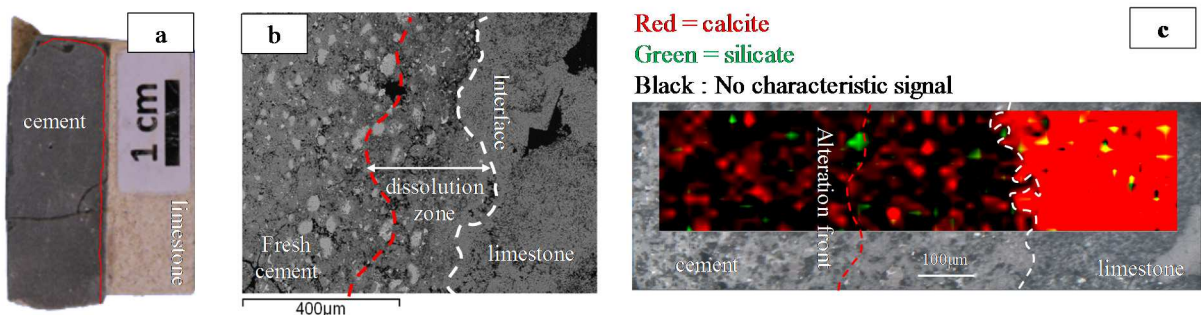 a
cement
1 cm
limestone
b
Interface
dissolution
zone
Fresh
cement
limestone
400µm
Red = calcite
Green = silicate
Black : No characteristic signal
c
Alteration front
cement
100µm
limestone